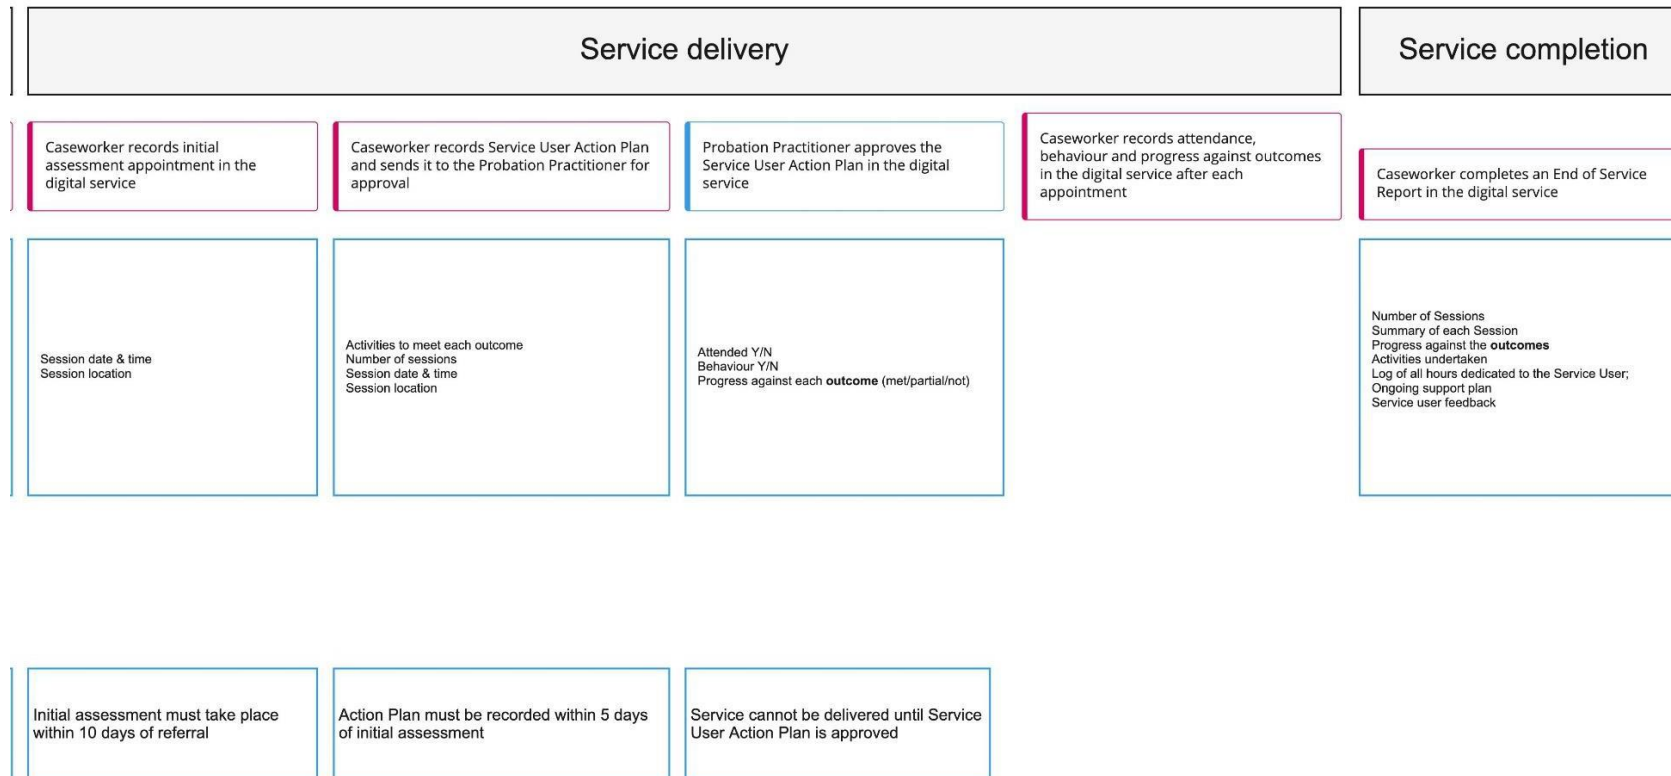 Service delivery
Service completion
Caseworker records initial
assessment appointment in the
digital service
Caseworker records Service User Action Plan
and sends it to the Probation Practitioner for
approval
Probation Practitioner approves the
Service User Action Plan in the digital
service
Caseworker records attendance,
behaviour and progress against outcomes
in the digital service after each
appointment
Caseworker completes an End of Service
Report in the digital service
Session date & time
Session location
Activities to meet each outcome
Number of sessions
Session date & time
Session location
Attended Y/N
Behaviour Y/N
Progress against each outcome (met/partial/not)
Number of Sessions
Summary of each Session
Progress against the outcomes
Activities undertaken
Log of all hours dedicated to the Service User;
Ongoing support plan
Service user feedback
Initial assessment must take place
within 10 days of referral
Action Plan must be recorded within 5 days
of initial assessment
Service cannot be delivered until Service
User Action Plan is approved